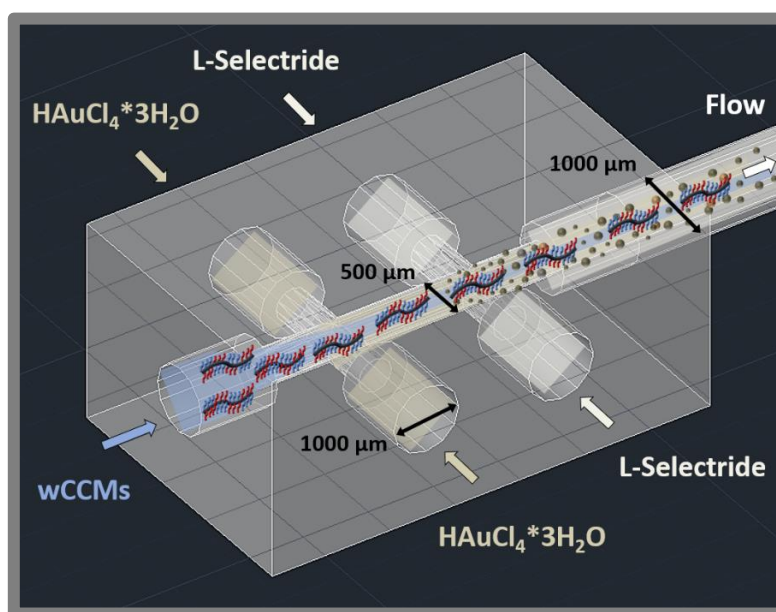 L-Selectride
HAuCl₄*3H₂O
Flow
1000 µm
500 µm
1000 µm
wCCMs
L-Selectride
HAuCl₄*3H₂O